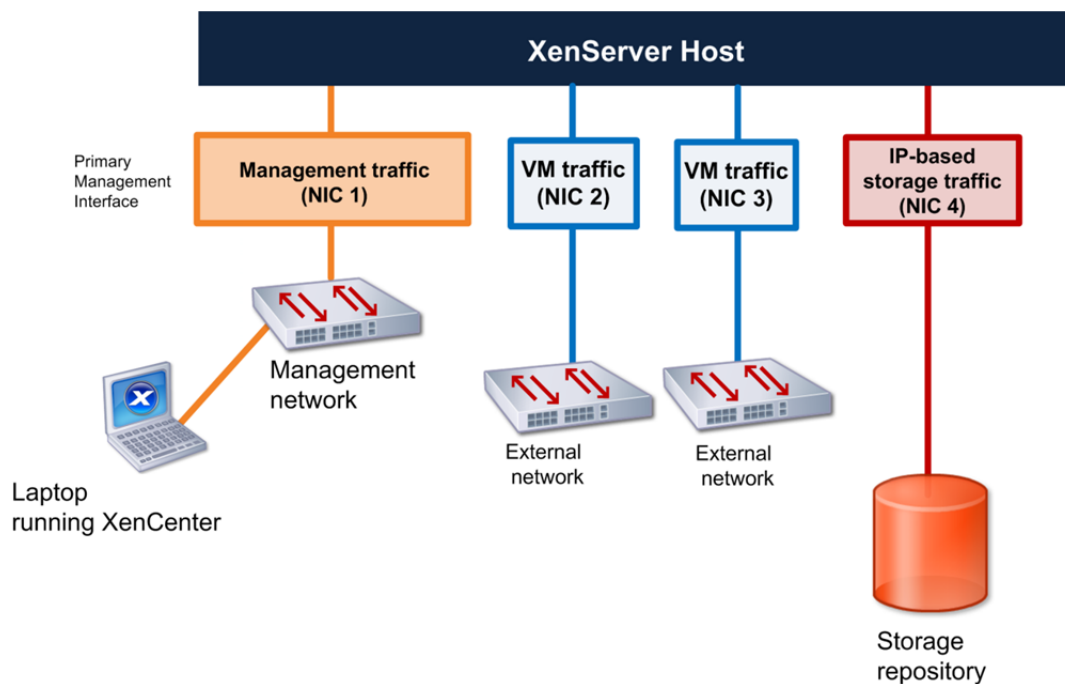 XenServer Host
Primary
Management
Interface
Management traffic
(NIC 1)
VM traffic
(NIC 2)
VM traffic
(NIC 3)
IP-based
storage traffic
(NIC 4)
Management
network
External
network
External
network
Laptop
running XenCenter
Storage
repository